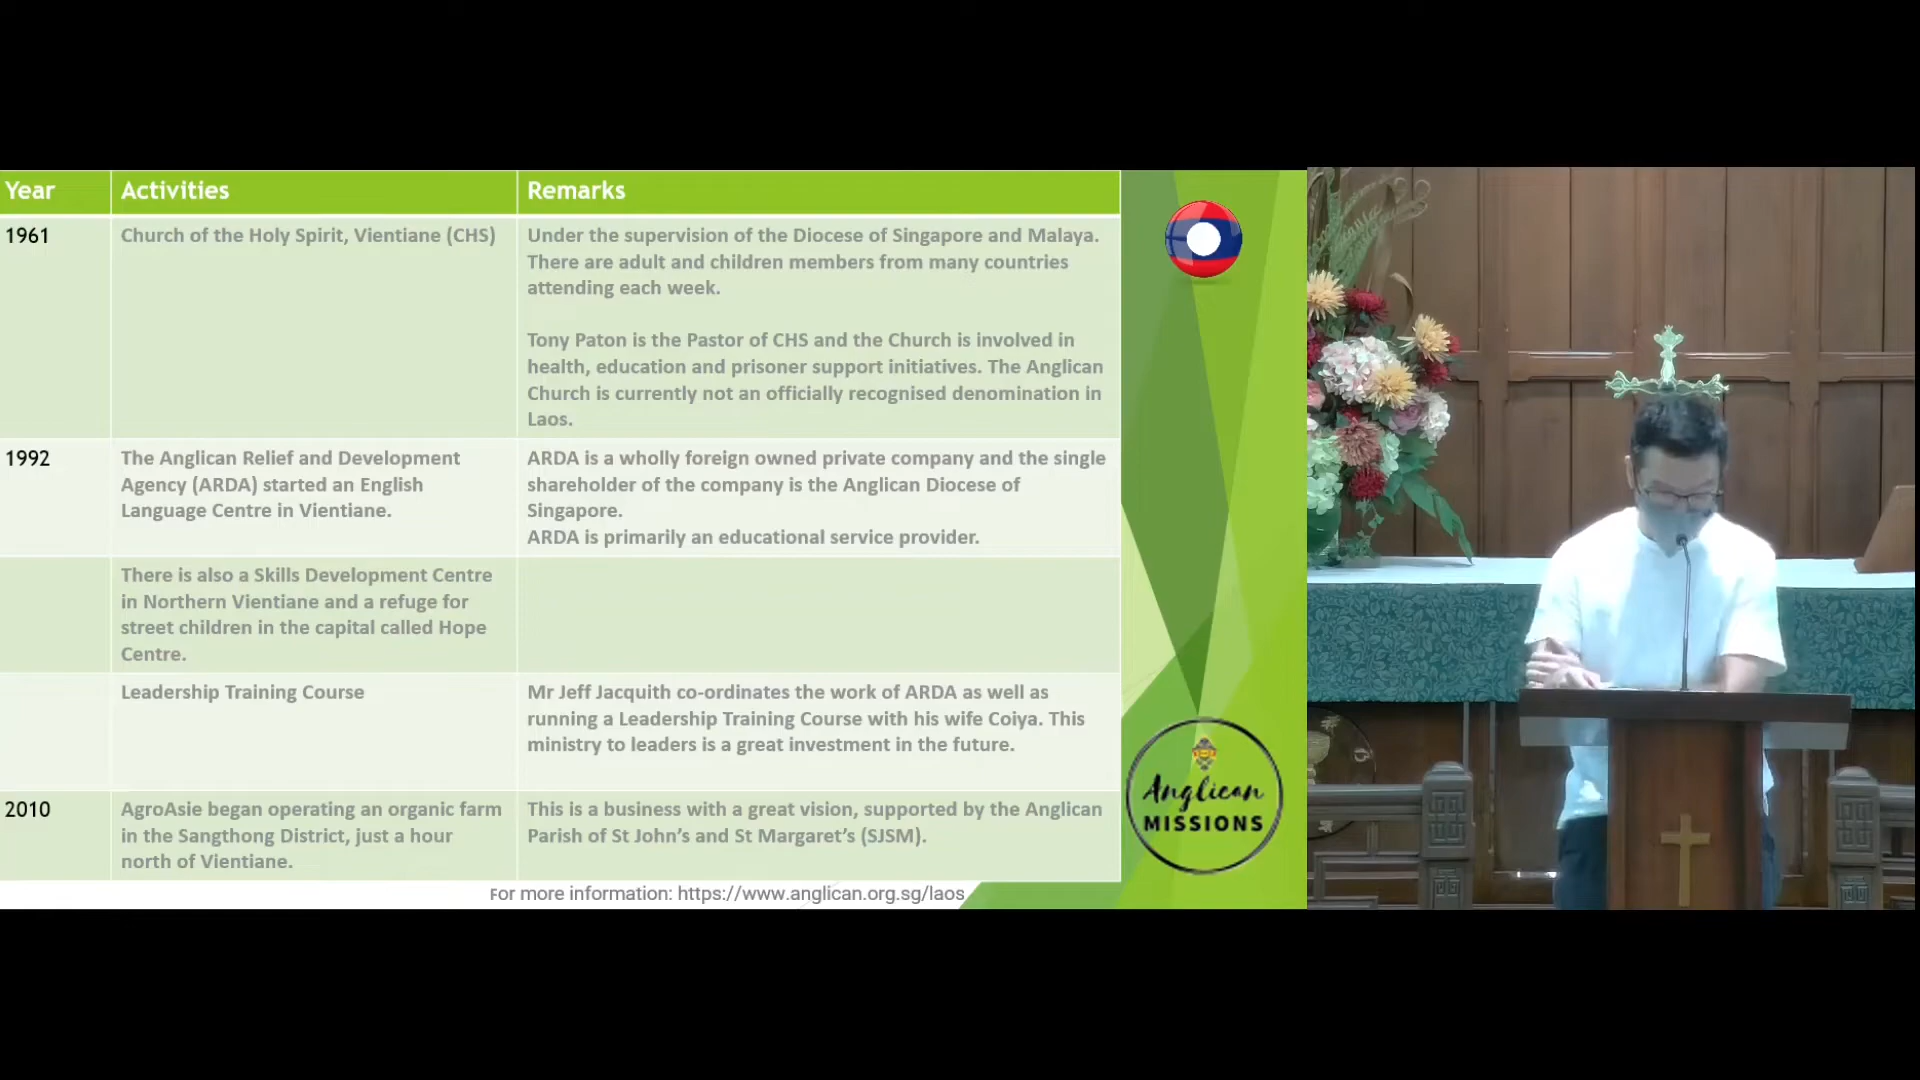 Year Activities Remarks
1961 Church of the Holy Spirit, Vientiane (CHS)
Under the supervision of the Diocese of Singapore and Malaya.
There are adult and children members from many countries
attending each week.
Tony Paton is the Pastor of CHS and the Church is involved in
health, education and prisoner support initiatives. The Anglican
Church is currently not an officially recognised denomination in
Laos.
1992
The Anglican Relief and Development
Agency (ARDA) started an English
Language Centre in Vientiane.
ARDA is a wholly foreign owned private company and the single
shareholder of the company is the Anglican Diocese of
Singapore.
ARDA is primarily an educational service provider.
There is also a Skills Development Centre
in Northern Vientiane and a refuge for
street children in the capital called Hope
Centre.
Leadership Training Course
Mr Jeff Jacquith co-ordinates the work of ARDA as well as
running a Leadership Training Course with his wife Coiya. This
ministry to leaders is a great investment in the future.
2010
AgroAsie began operating an organic farm
in the Sangthong District, just a hour
north of Vientiane.
This is a business with a great vision, supported by the Anglican
Parish of St John’s and St Margaret’s (SJSM).
For more information: https://www.anglican.org.sg/laos
Anglican
MISSIONS